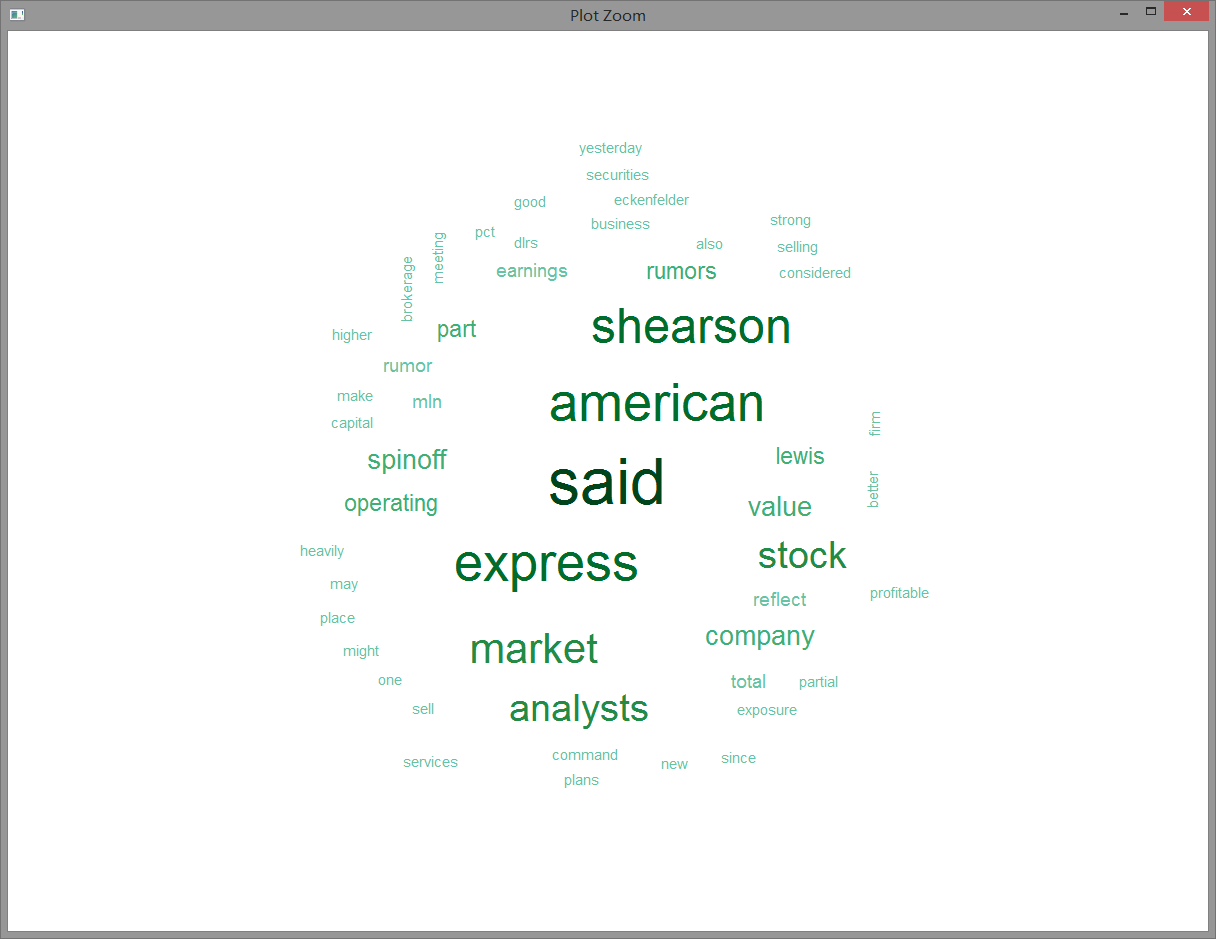 Plot Zoom
yesterday
securities
good
eckenfelder
business
strong
pct
dlrs
also
selling
meeting
earnings
rumors
considered
brokerage
part
shearson
higher
rumor
make
mln
american
capital
firm
spinoff
lewis
said
better
operating
value
heavily
express
stock
may
reflect
profitable
place
company
might
market
one
total
partial
sell
analysts
exposure
services
command
new
since
plans